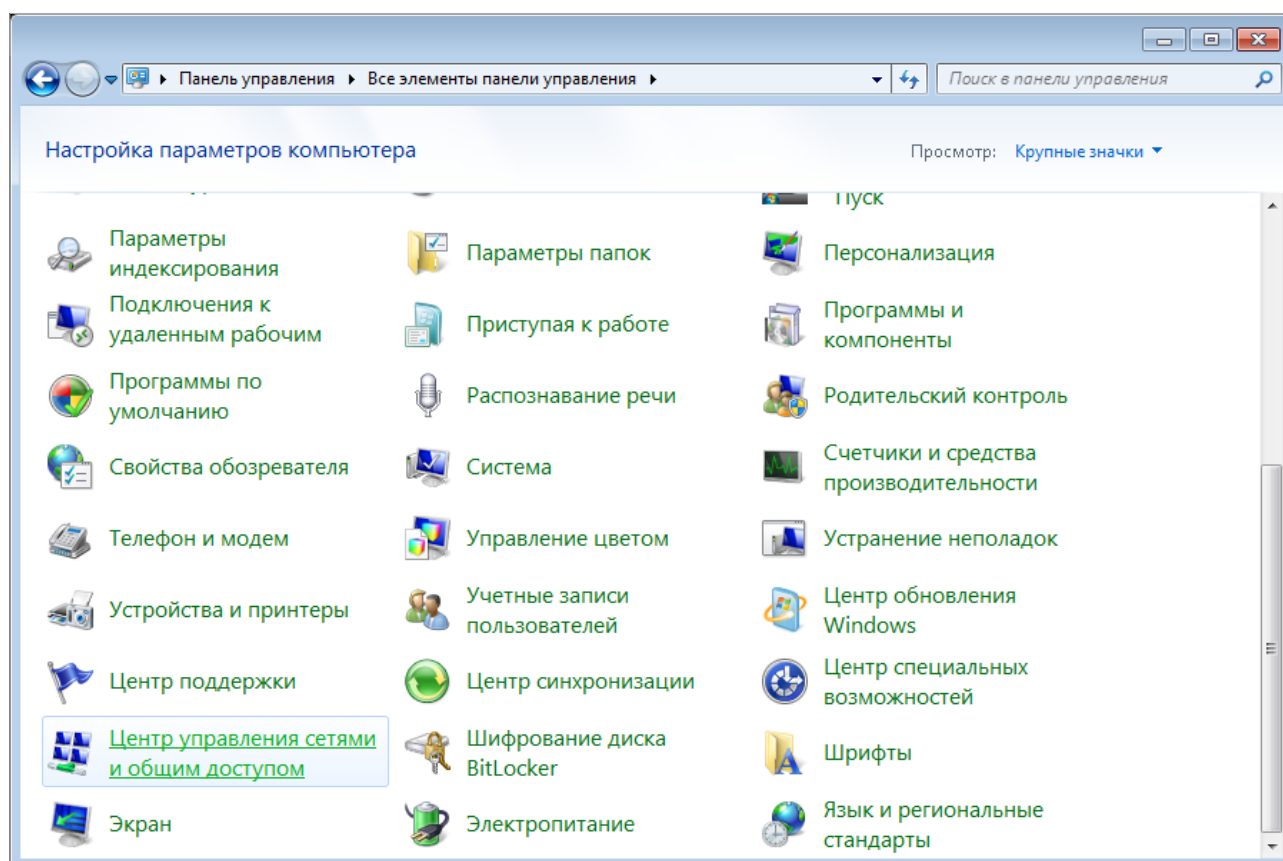 Панель управления Все элементы панели управления
Поиск в панели управления
Настройка параметров компьютера
Просмотр: Крупные значки
Пуск
Параметры
индексирования
Параметры папок
Персонализация
Подключения к
удаленным рабочим
Приступая к работе
Программы и
компоненты
Программы по
умолчанию
Распознавание речи
Родительский контроль
Свойства обозревателя
Система
Счетчики и средства
производительности
Телефон и модем
Управление цветом
Устранение неполадок
Устройства и принтеры
Учетные записи
пользователей
Центр обновления
Windows
Центр поддержки
Центр синхронизации
Центр специальных
возможностей
Центр управления сетями
и общим доступом
Шифрование диска
BitLocker
Шрифты
Экран
Электропитание
Язык и региональные
стандарты